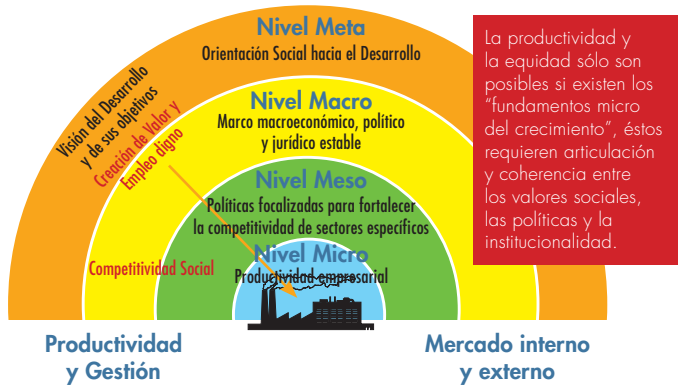 Nivel Meta
Orientación Social hacia el Desarrollo
Visión del Desarrollo
y de sus objetivos
Creación de Valor y
Empleo digno
Nivel Macro
Marco macroeconómico, político
y jurídico estable
Nivel Meso
Políticas focalizadas para fortalecer
la competitividad de sectores específicos
Competitividad Social
Nivel Micro
Productividad empresarial
Productividad
y Gestión
Mercado interno
y externo
La productividad y
la equidad sólo son
posibles si existen los
“fundamentos micro
del crecimiento”, éstos
requieren articulación
y coherencia entre
los valores sociales,
las políticas y la
institucionalidad.